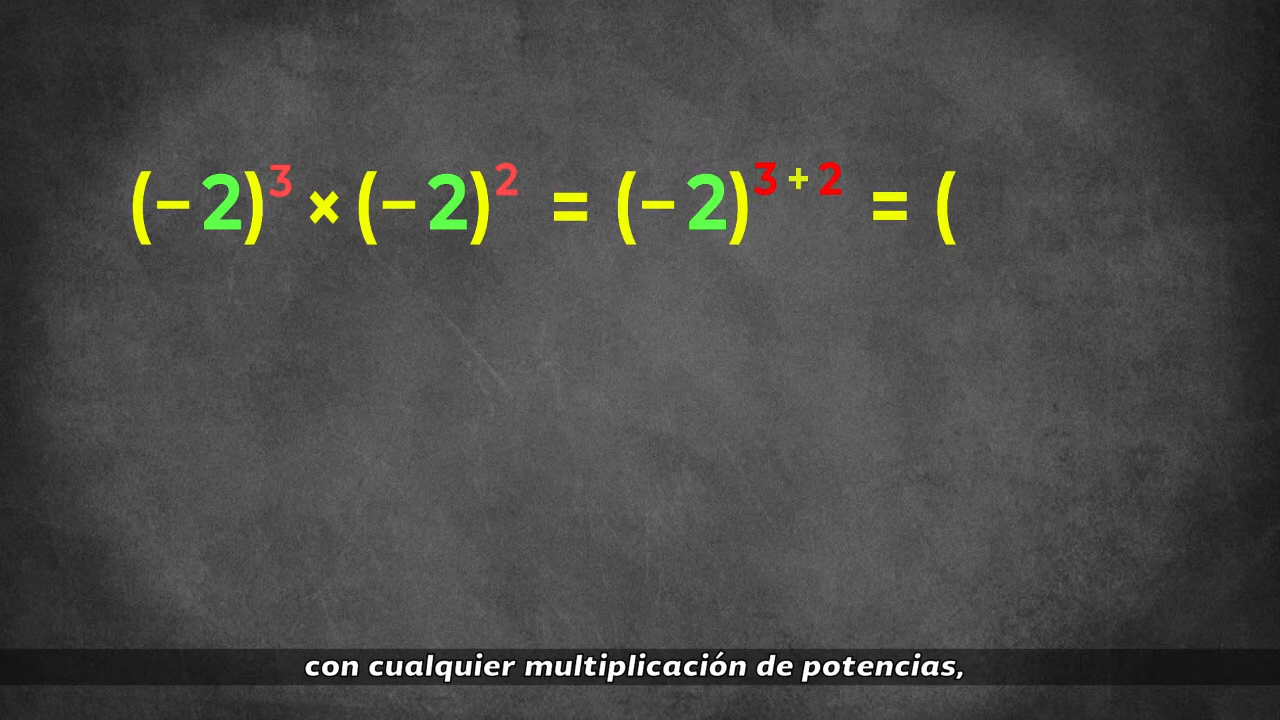 (−2)³ × (−2)² = (−2)³⁺² = (
con cualquier multiplicación de potencias,